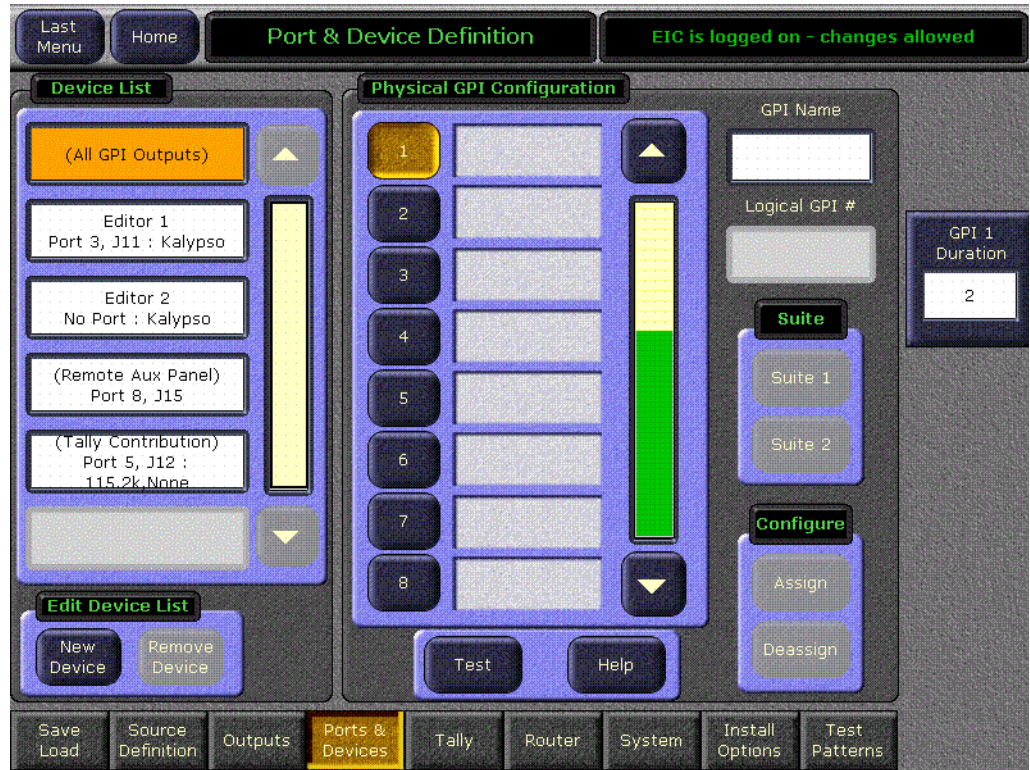 Last
Menu
Home
Port & Device Definition
EIC is logged on - changes allowed
Device List
(All GPI Outputs)
Editor 1
Port 3, J11 : Kalypso
Editor 2
No Port : Kalypso
(Remote Aux Panel)
Port 8, J15
(Tally Contribution)
Port 5, J12 :
115.2k,None
Edit Device List
New
Device
Remove
Device
Physical GPI Configuration
1
2
3
4
5
6
7
8
Test
Help
GPI Name
Logical GPI #
Suite
Suite 1
Suite 2
Configure
Assign
Deassign
GPI 1
Duration
2
Save
Load
Source
Definition
Outputs
Ports &
Devices
Tally
Router
System
Install
Options
Test
Patterns